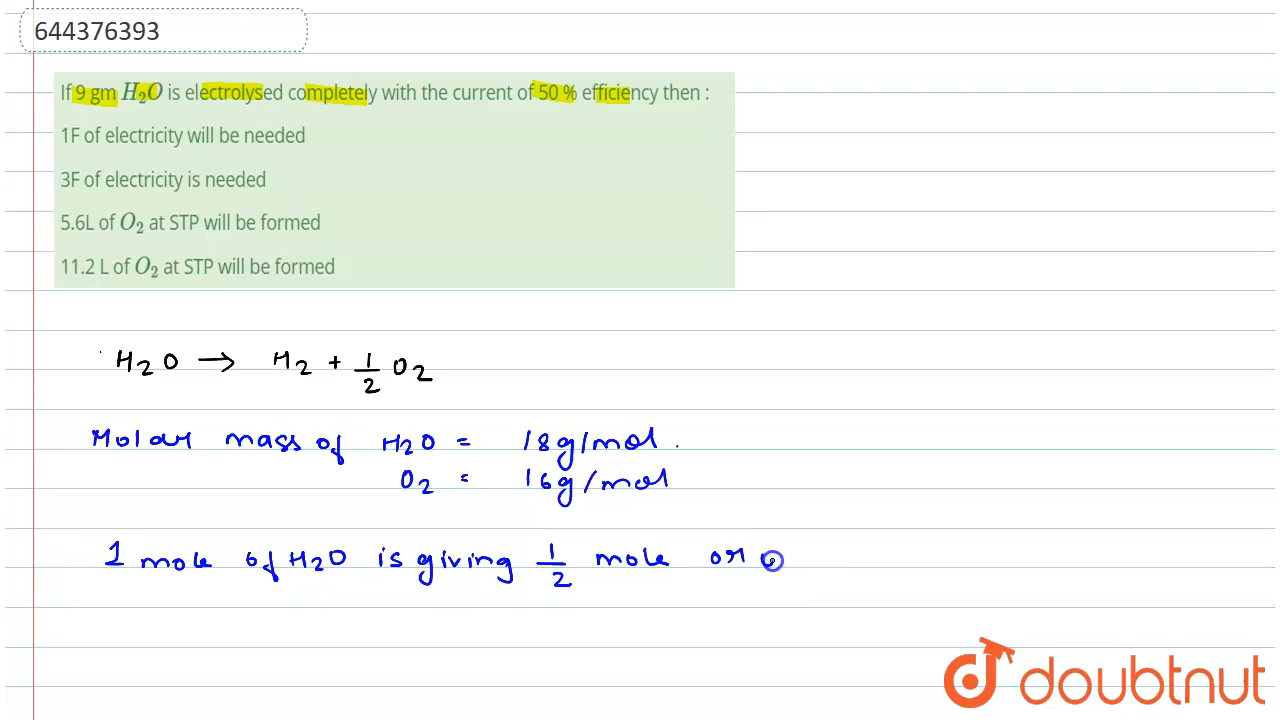 644376393
If 9 gm H₂O is electrolysed completely with the current of 50 % efficiency then :
1F of electricity will be needed
3F of electricity is needed
5.6L of O₂ at STP will be formed
11.2 L of O₂ at STP will be formed
H₂O → H₂ + 1/2 O₂
Molar mass of H₂O = 18g/mol.
O₂ = 16g/mol
1 mole of H₂O is giving 1/2 mole or
doubtnut